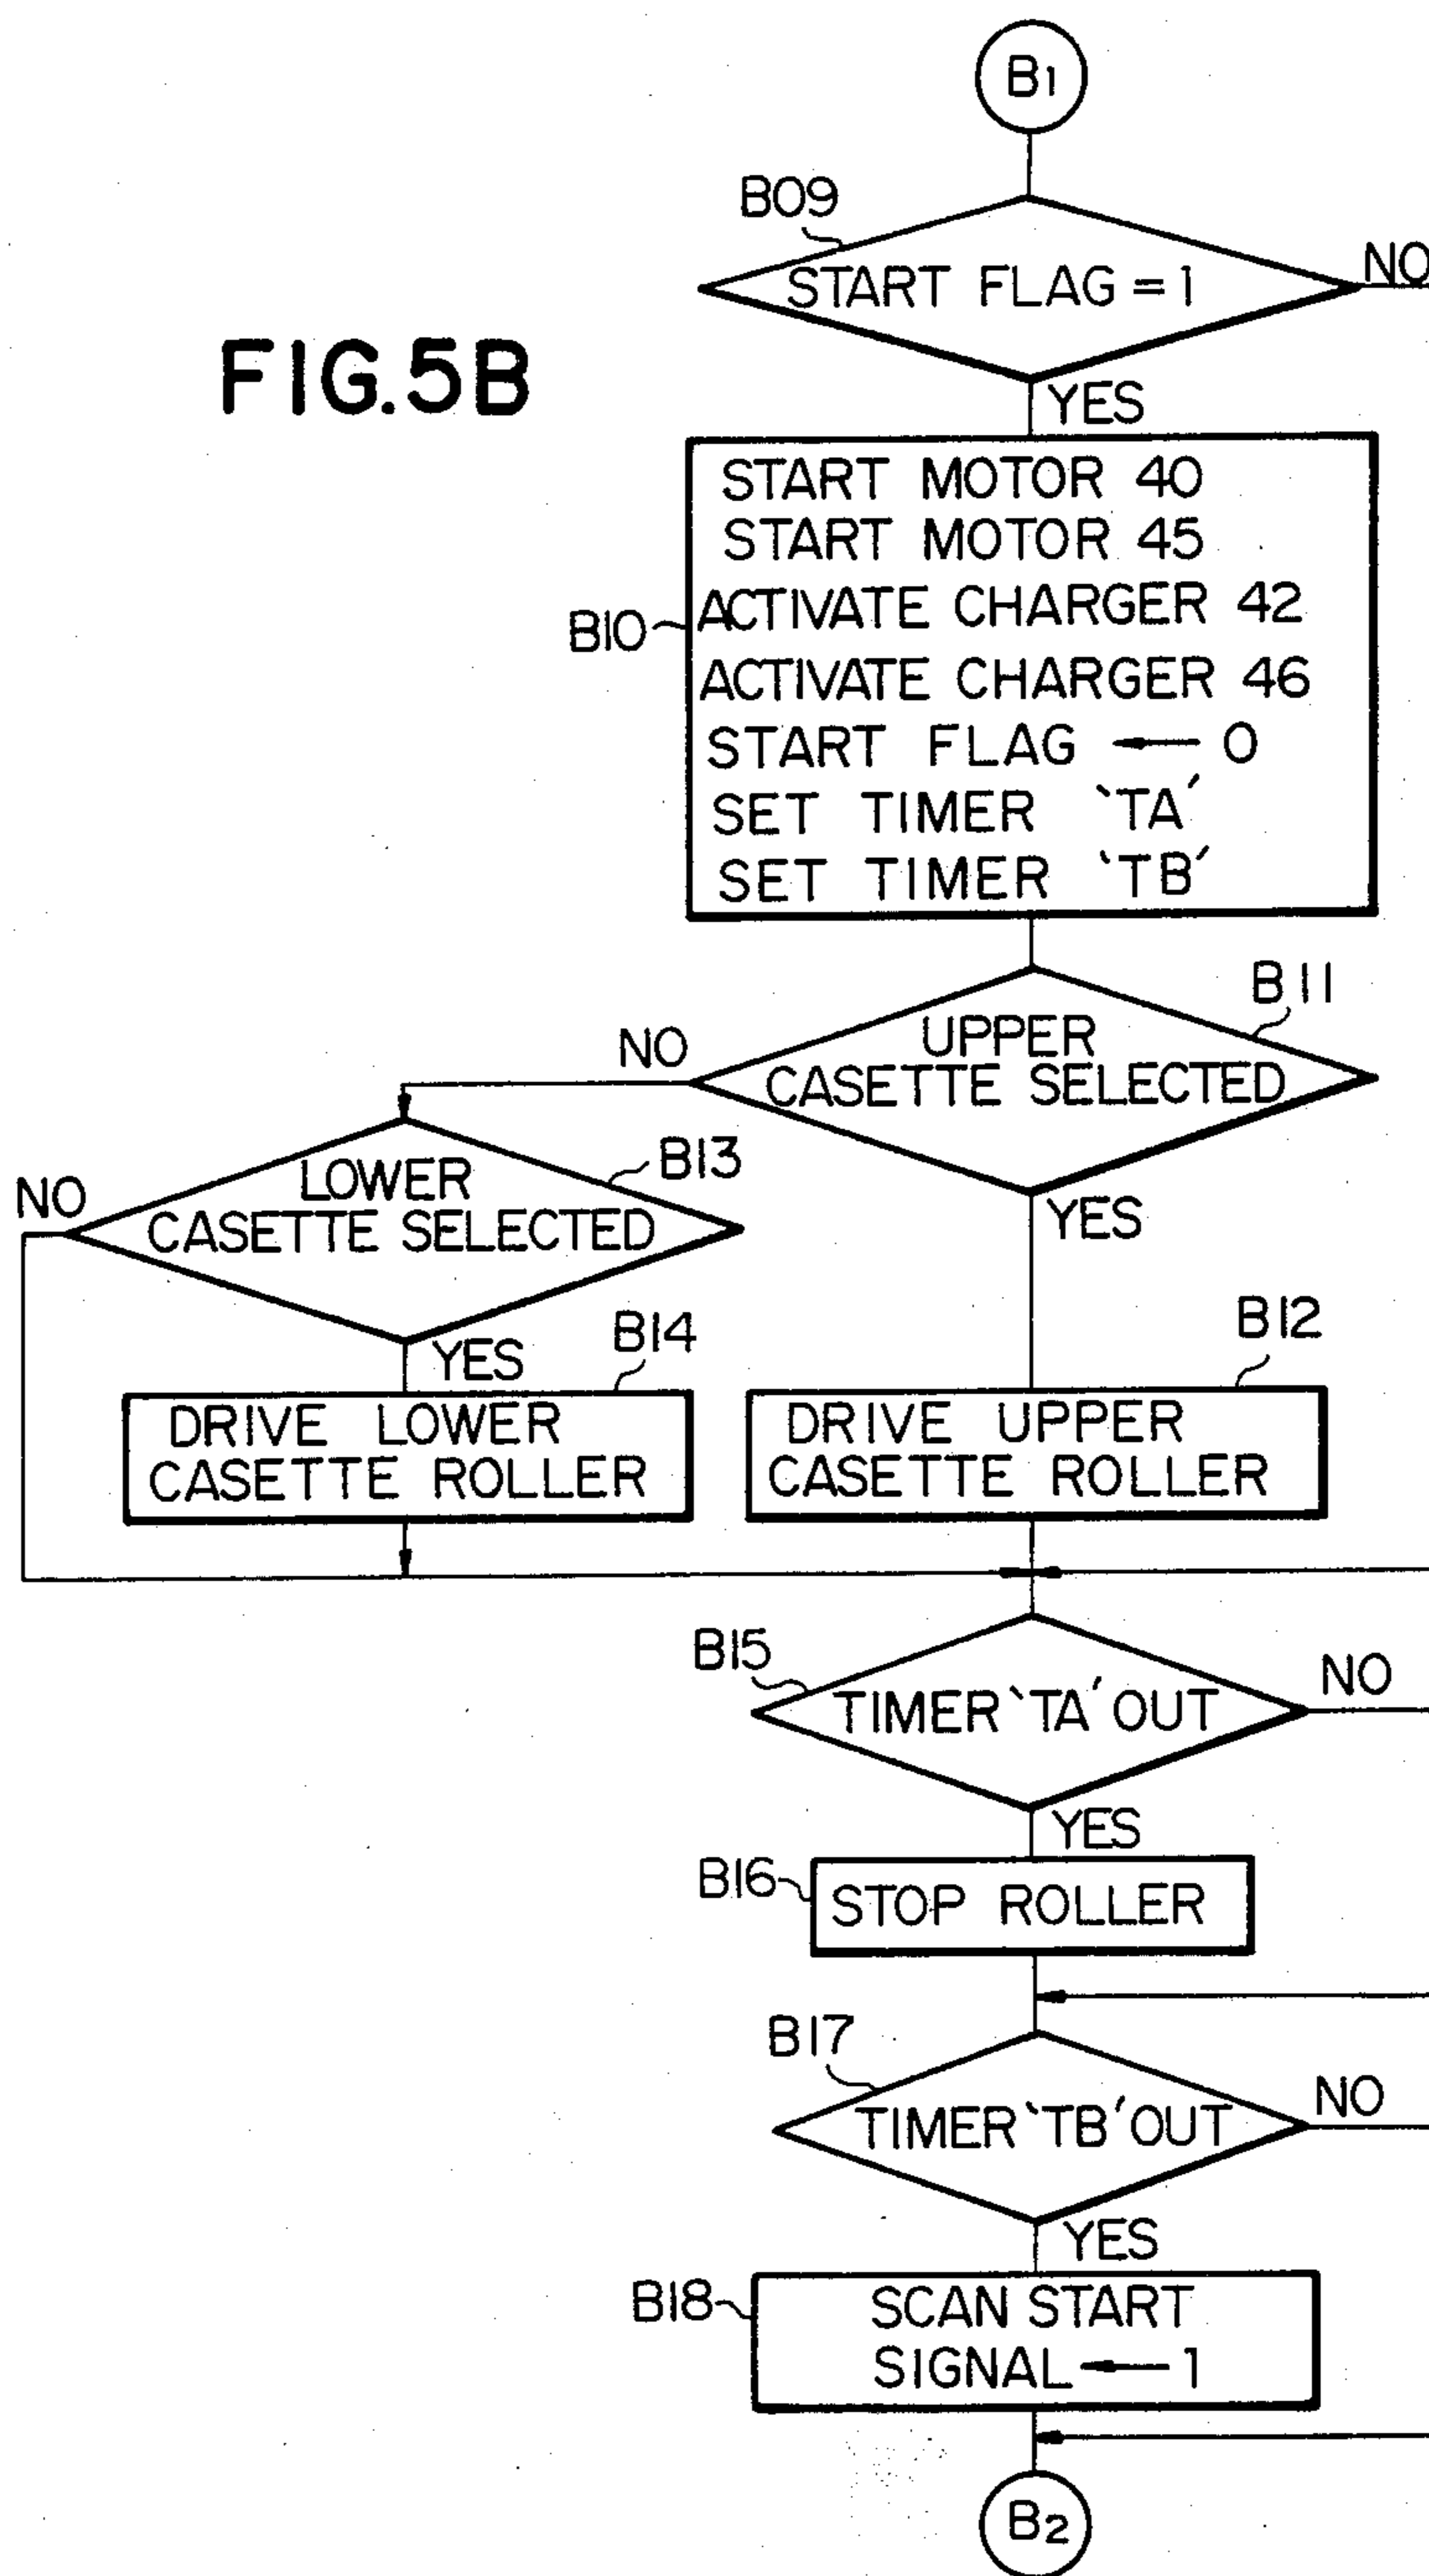 B1
B09
START FLAG = 1
NO
FIG.5B
YES
START MOTOR 40
START MOTOR 45
ACTIVATE CHARGER 42
B10
ACTIVATE CHARGER 46
START FLAG ← 0
SET TIMER 'TA'
SET TIMER 'TB'
B11
NO
UPPER
CASETTE SELECTED
B13
NO
LOWER
CASETTE SELECTED
YES
B14
YES
B12
DRIVE LOWER
CASETTE ROLLER
DRIVE UPPER
CASETTE ROLLER
B15
TIMER 'TA' OUT
NO
YES
B16
STOP ROLLER
B17
TIMER 'TB' OUT
NO
YES
B18
SCAN START
SIGNAL ← 1
B2